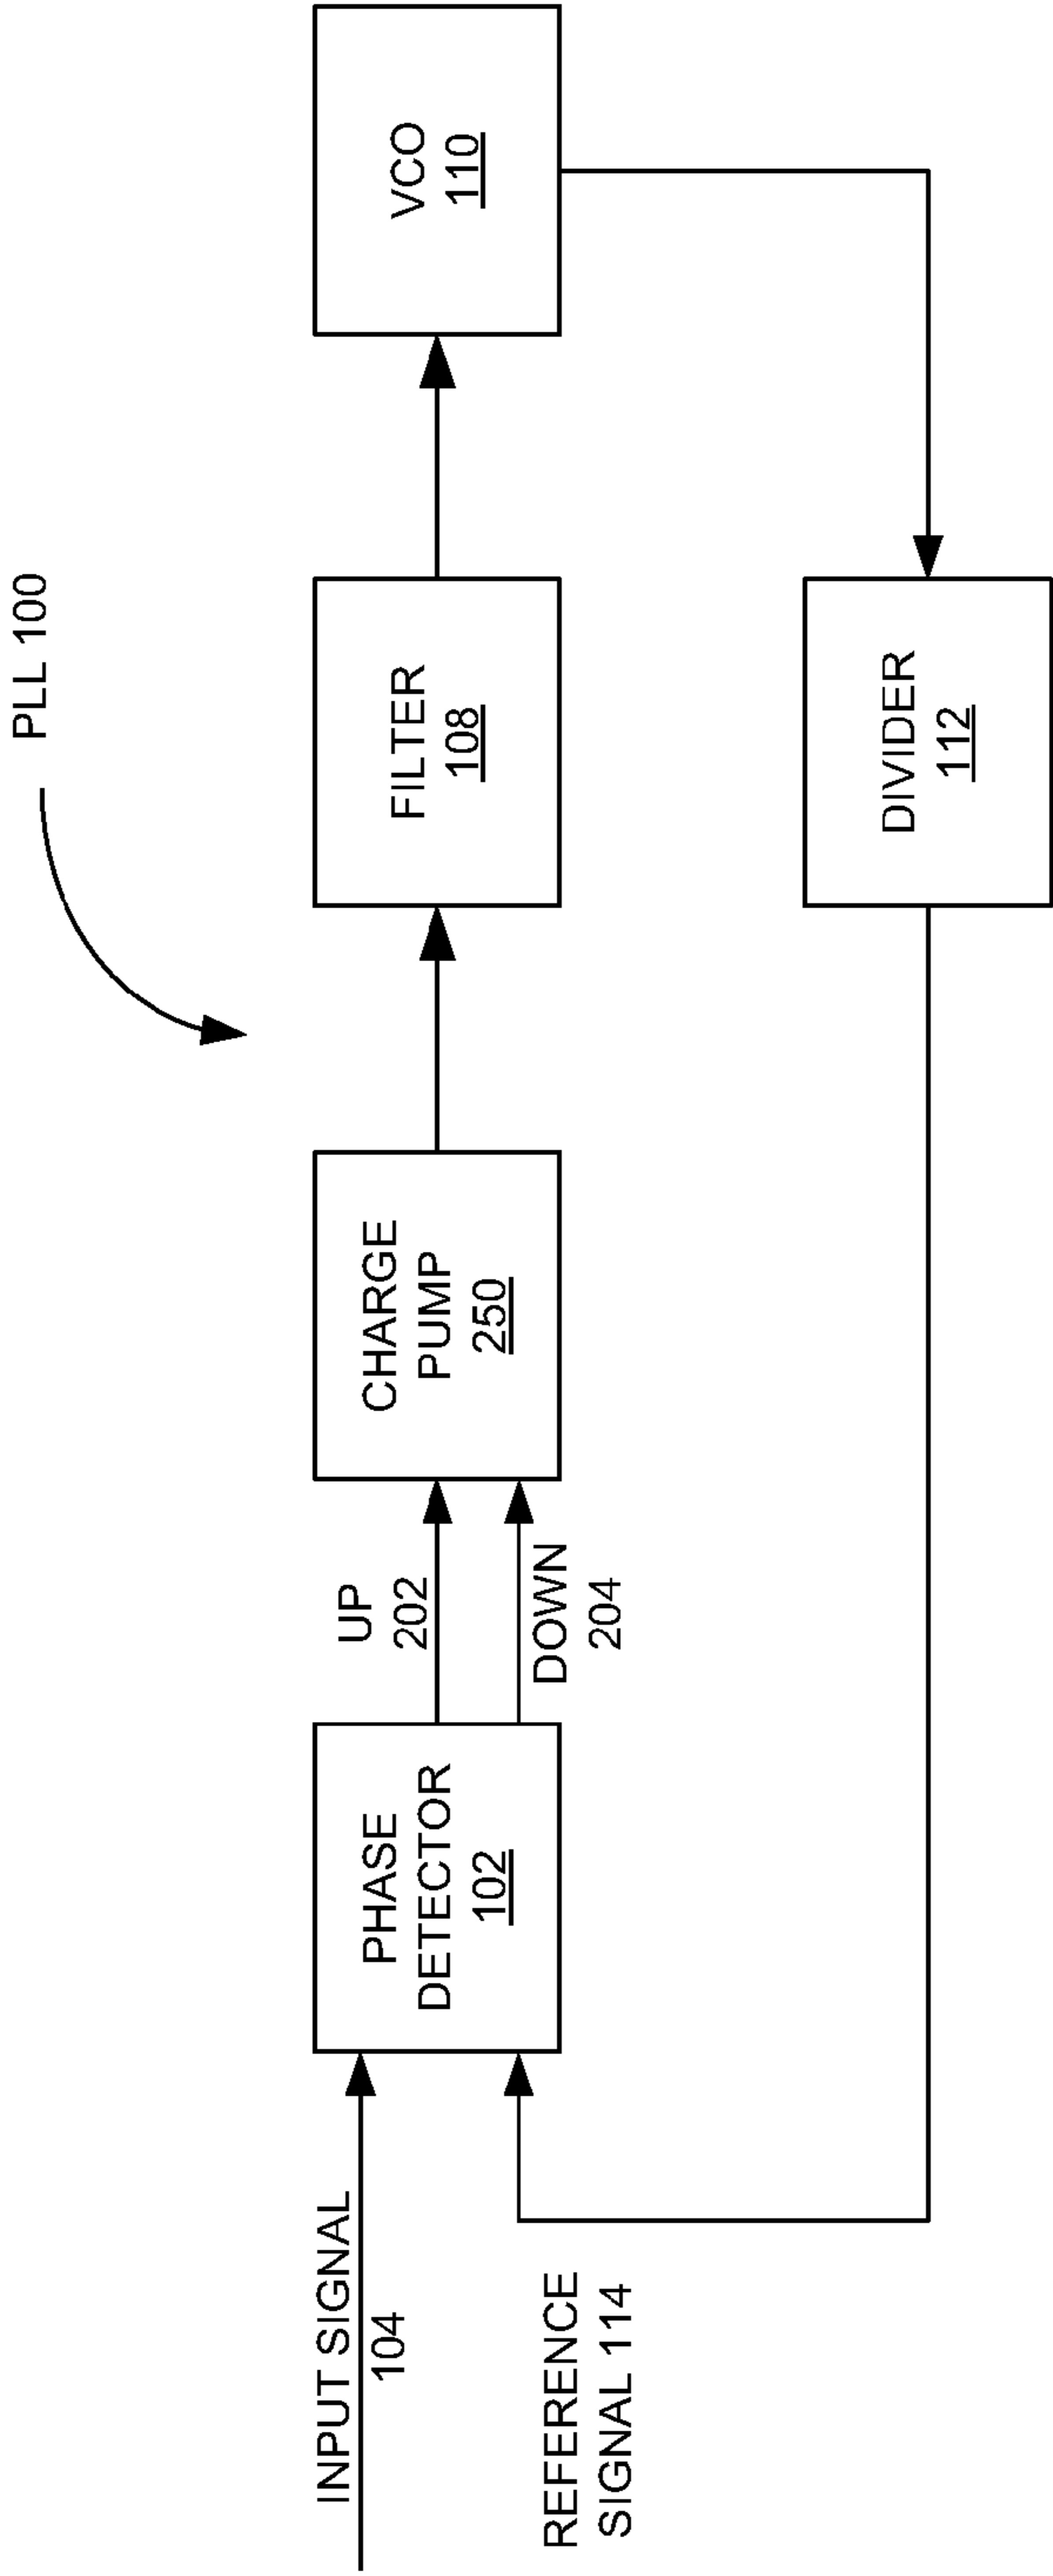 PLL 100
INPUT SIGNAL
104
PHASE
DETECTOR
102
UP
202
DOWN
204
CHARGE
PUMP
250
FILTER
108
VCO
110
REFERENCE
SIGNAL 114
DIVIDER
112